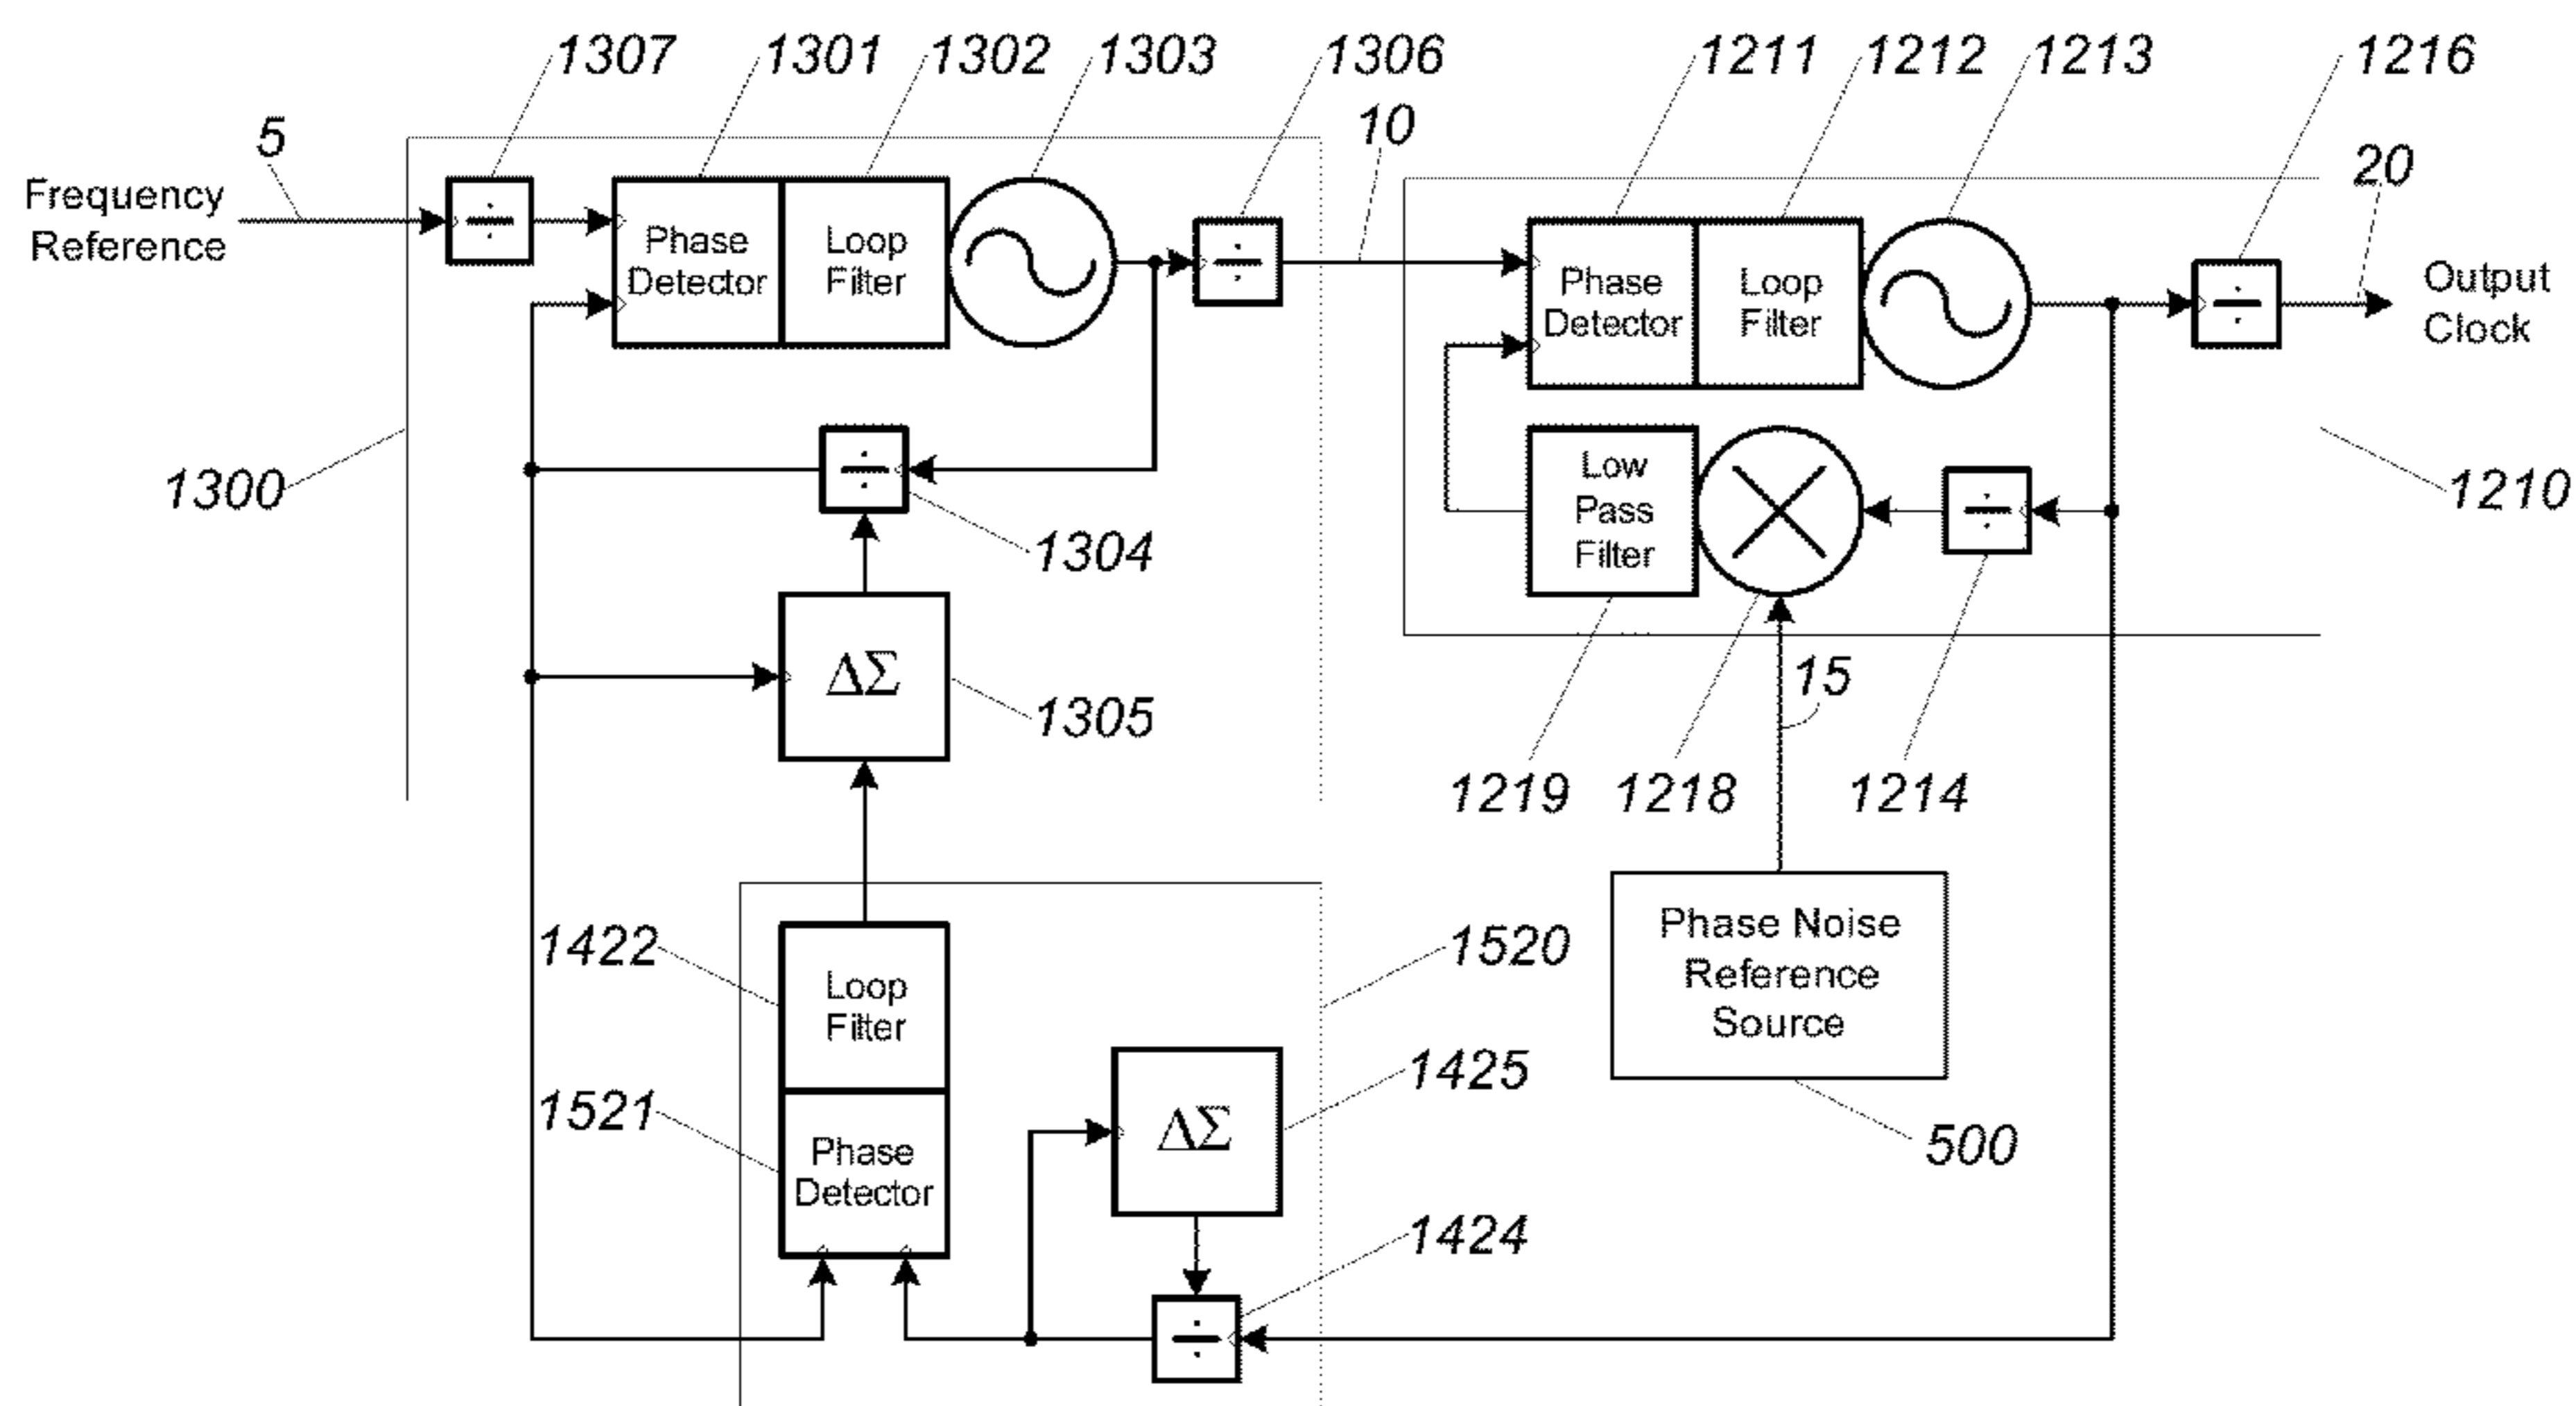 1307
1301
1302
1303
1306
1211
1212
1213
1216
5
10
20
Frequency
Reference
Phase
Detector
Loop
Filter
Phase
Detector
Loop
Filter
Output
Clock
1300
1304
Low
Pass
Filter
1210
ΔΣ
1305
15
1219
1218
1214
1422
Loop
Filter
1520
Phase Noise
Reference
Source
1521
Phase
Detector
ΔΣ
1425
500
1424